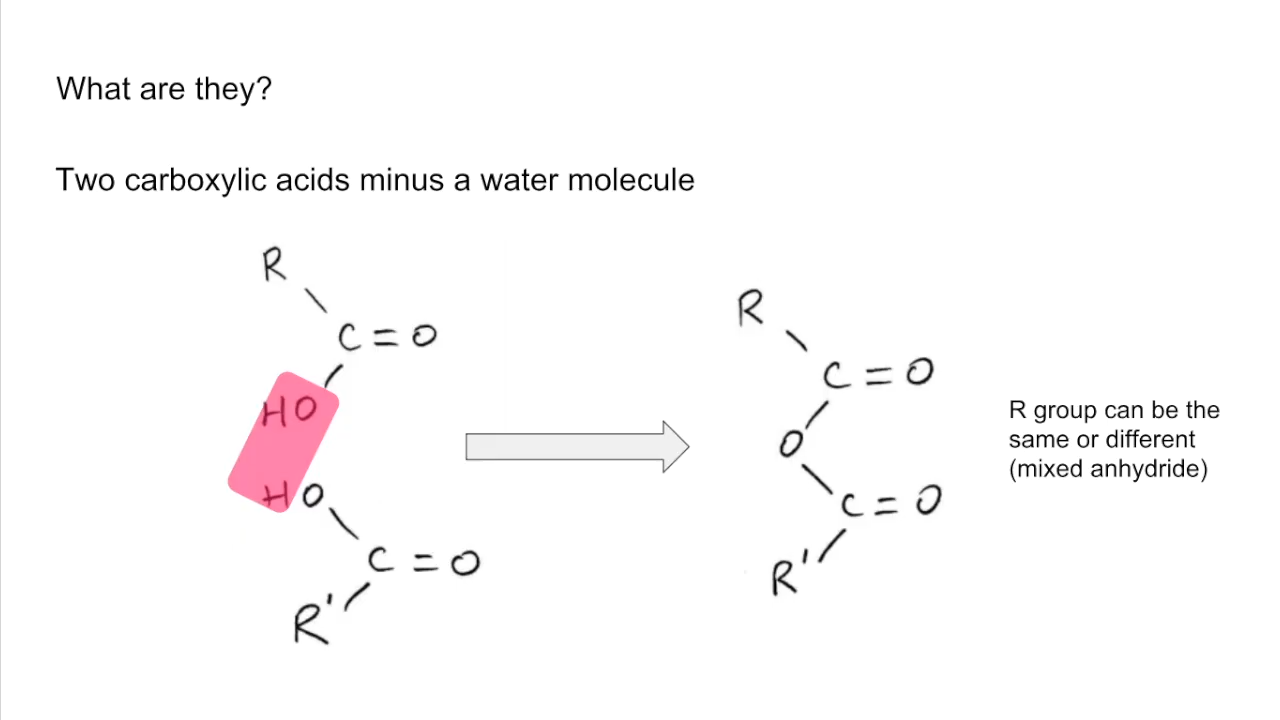 What are they?
Two carboxylic acids minus a water molecule
R
C = O
HO
HO
C = O
R'
R
C = O
O
C = O
R'
R group can be the
same or different
(mixed anhydride)